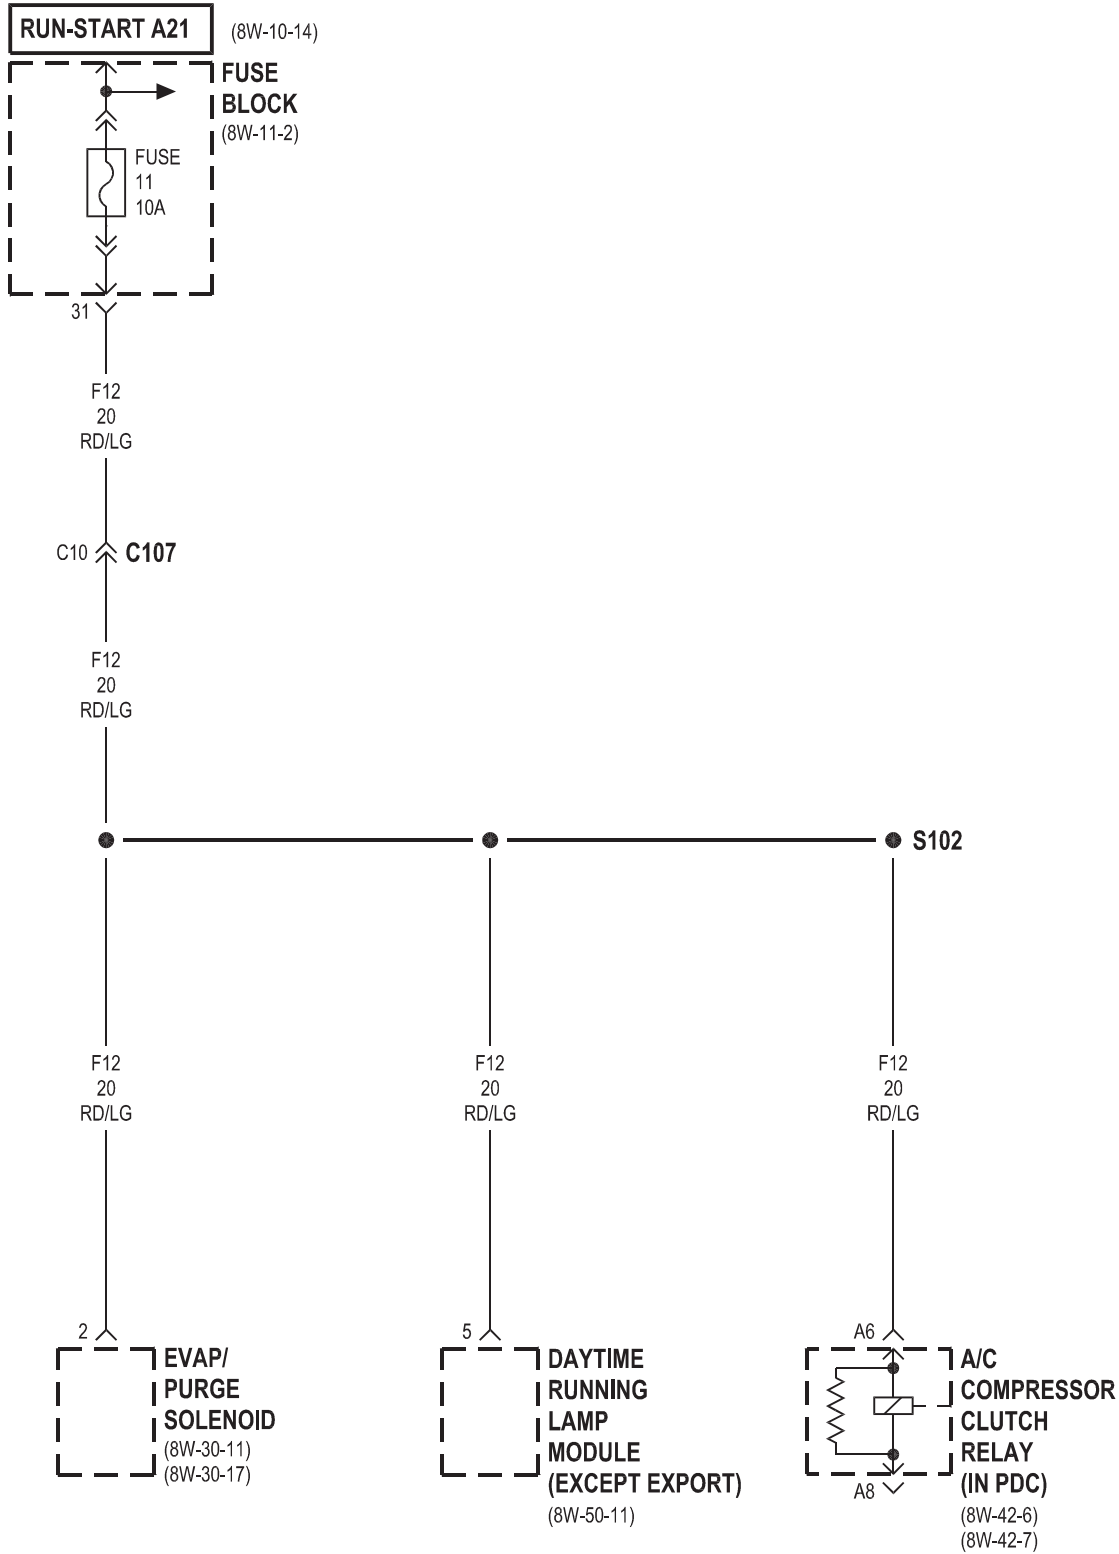 RUN-START A21
(8W-10-14)
FUSE
BLOCK
(8W-11-2)
FUSE
11
10A
31
F12
20
RD/LG
C10
C107
F12
20
RD/LG
S102
F12
20
RD/LG
F12
20
RD/LG
F12
20
RD/LG
2
EVAP/
PURGE
SOLENOID
(8W-30-11)
(8W-30-17)
5
DAYTIME
RUNNING
LAMP
MODULE
(EXCEPT EXPORT)
(8W-50-11)
A6
A/C
COMPRESSOR
CLUTCH
RELAY
(IN PDC)
(8W-42-6)
(8W-42-7)
A8